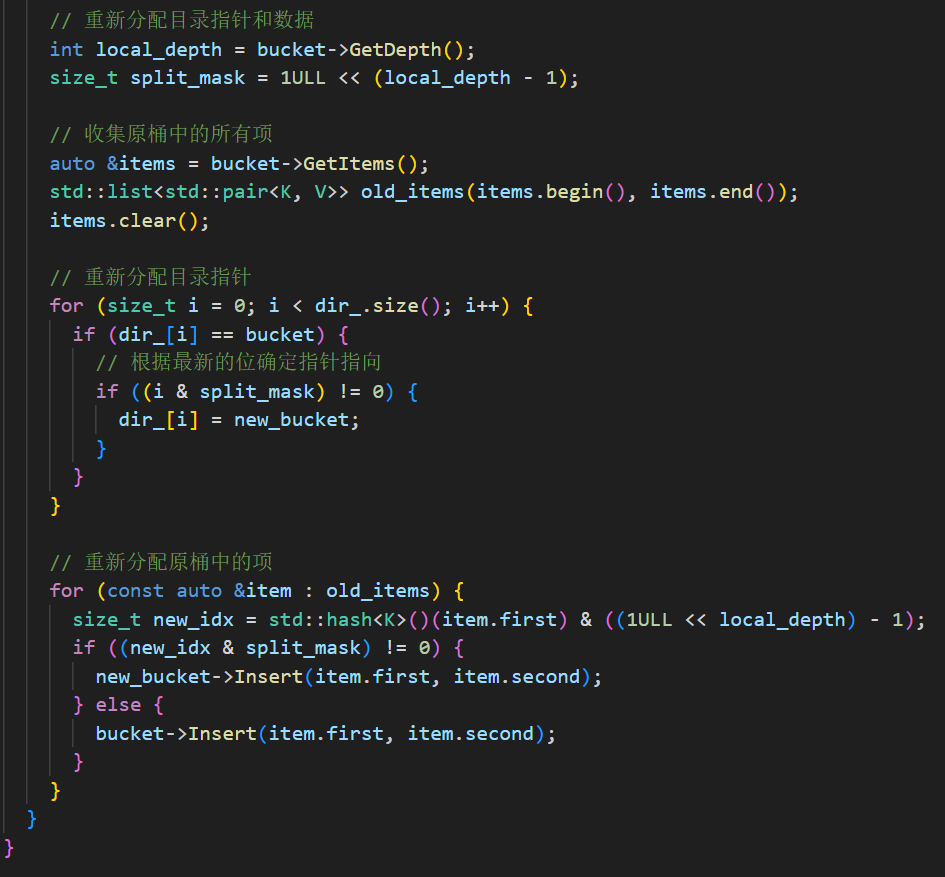 // 重新分配目录指针和数据
int local_depth = bucket->GetDepth();
size_t split_mask = 1ULL << (local_depth - 1);
// 收集原桶中的所有项
auto &items = bucket->GetItems();
std::list<std::pair<K, V>> old_items(items.begin(), items.end());
items.clear();
// 重新分配目录指针
for (size_t i = 0; i < dir_.size(); i++) {
if (dir_[i] == bucket) {
// 根据最新的位确定指针指向
if ((i & split_mask) != 0) {
dir_[i] = new_bucket;
}
}
}
// 重新分配原桶中的项
for (const auto &item : old_items) {
size_t new_idx = std::hash<K>()(item.first) & ((1ULL << local_depth) - 1);
if ((new_idx & split_mask) != 0) {
new_bucket->Insert(item.first, item.second);
} else {
bucket->Insert(item.first, item.second);
}
}
}
}